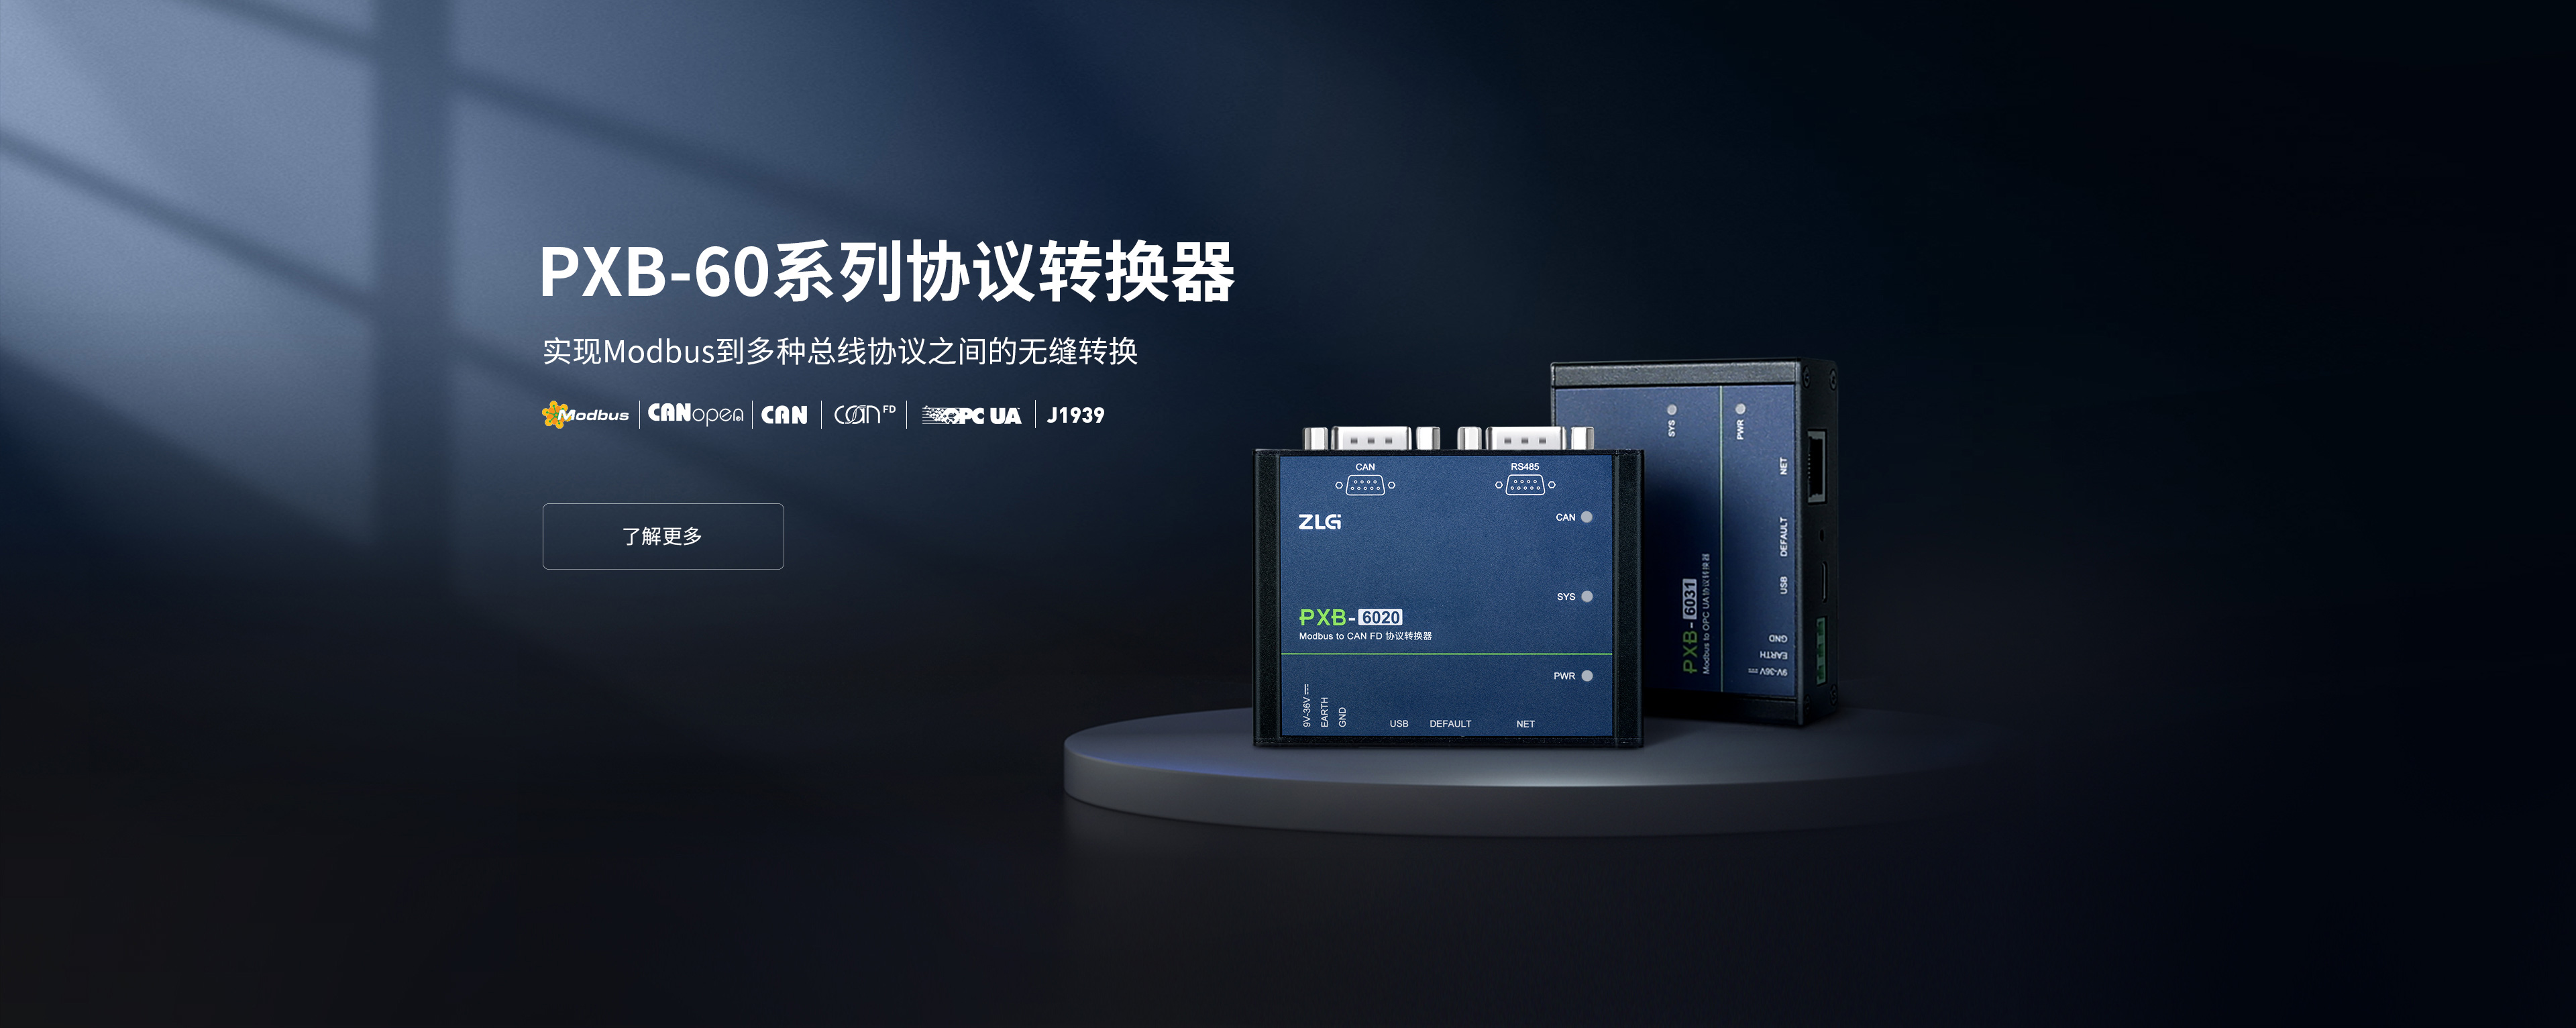 PXB-60系列协议转换器
实现Modbus到多种总线协议之间的无缝转换
Modbus
CANopen
CAN
CAN FD
OPC UA
J1939
了解更多
CAN
RS485
ZLG
CAN
SYS
PXB-6020
Modbus to CAN FD 协议转换器
PWR
9V-36V
EARTH
GND
USB
DEFAULT
NET
SYS
PWR
NET
DEFAULT
USB
PXB-6031
Modbus to OPC UA协议转换器
GND
EARTH
9V-36V